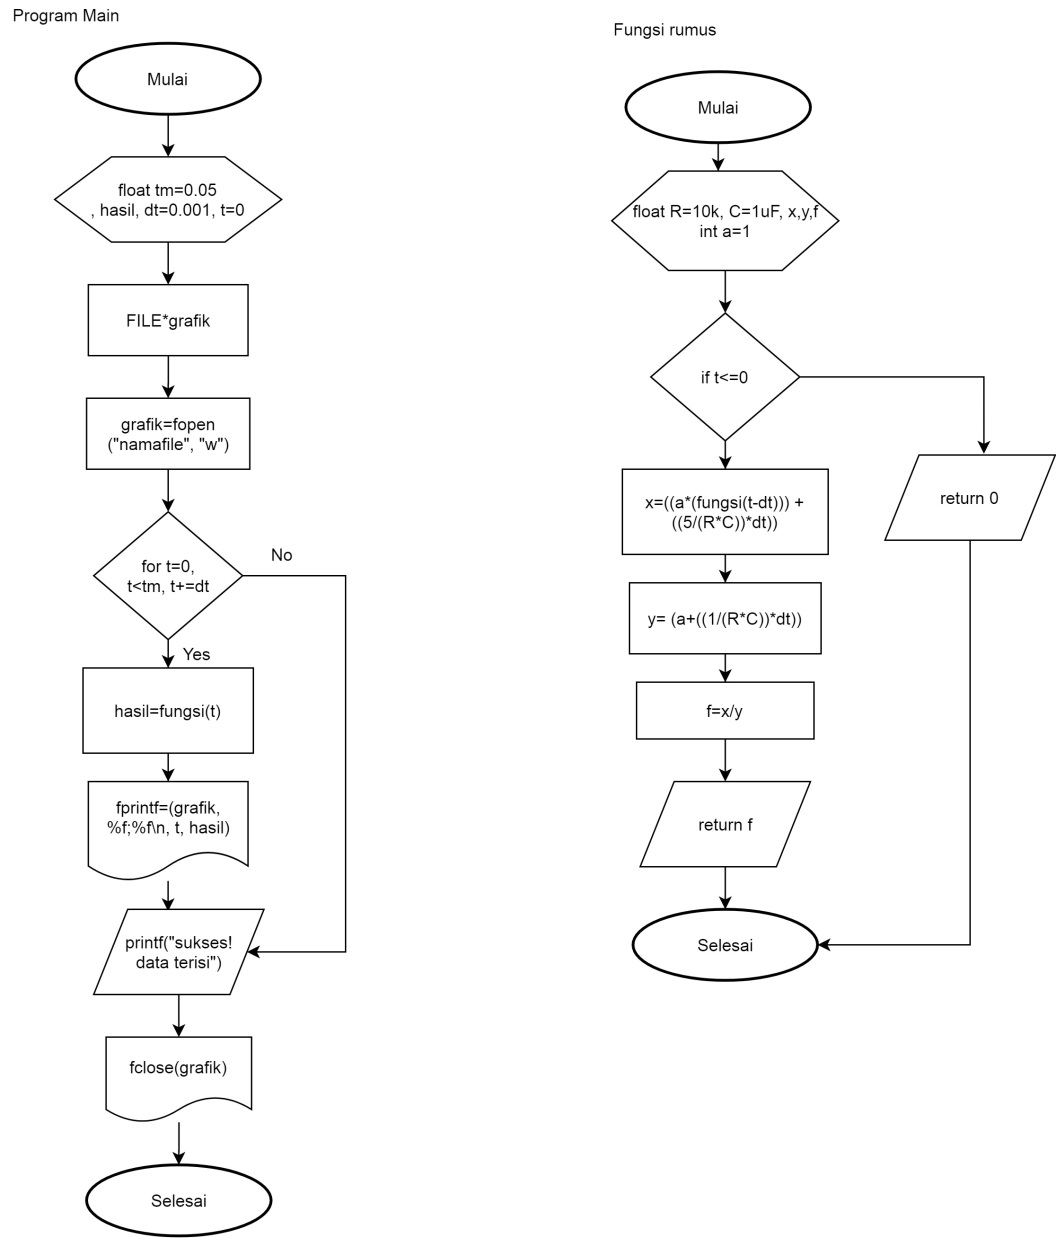 Program Main
Mulai
float tm=0.05
, hasil, dt=0.001, t=0
FILE*grafik
grafik=fopen
("namafile", "w")
for t=0,
t<tm, t+=dt
No
Yes
hasil=fungsi(t)
fprintf=(grafik,
%f;%f\n, t, hasil)
printf("sukses!
data terisi")
fclose(grafik)
Selesai
Fungsi rumus
Mulai
float R=10k, C=1uF, x,y,f
int a=1
if t<=0
return 0
x=((a*(fungsi(t-dt))) +
((5/(R*C))*dt))
y= (a+((1/(R*C))*dt))
f=x/y
return f
Selesai